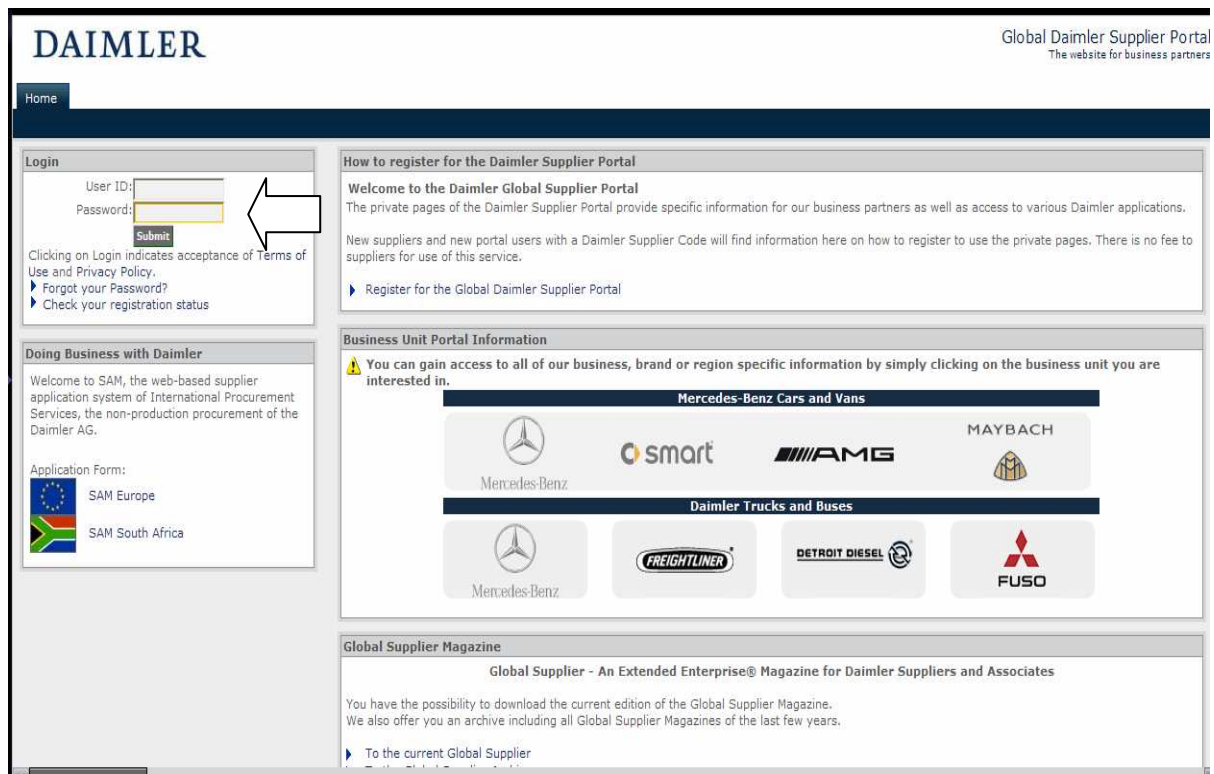 DAIMLER
Global Daimler Supplier Portal
The website for business partners
Home
Login
User ID:
Password:
Submit
Clicking on Login indicates acceptance of Terms of
Use and Privacy Policy.
Forgot your Password?
Check your registration status
Doing Business with Daimler
Welcome to SAM, the web-based supplier
application system of International Procurement
Services, the non-production procurement of the
Daimler AG.
Application Form:
SAM Europe
SAM South Africa
How to register for the Daimler Supplier Portal
Welcome to the Daimler Global Supplier Portal
The private pages of the Daimler Supplier Portal provide specific information for our business partners as well as access to various Daimler applications.
New suppliers and new portal users with a Daimler Supplier Code will find information here on how to register to use the private pages. There is no fee to
suppliers for use of this service.
Register for the Global Daimler Supplier Portal
Business Unit Portal Information
You can gain access to all of our business, brand or region specific information by simply clicking on the business unit you are
interested in.
Mercedes-Benz Cars and Vans
Mercedes-Benz
smart
AMG
MAYBACH
Daimler Trucks and Buses
Mercedes-Benz
FREIGHTLINER
DETROIT DIESEL
FUSO
Global Supplier Magazine
Global Supplier - An Extended Enterprise® Magazine for Daimler Suppliers and Associates
You have the possibility to download the current edition of the Global Supplier Magazine.
We also offer you an archive including all Global Supplier Magazines of the last few years.
To the current Global Supplier